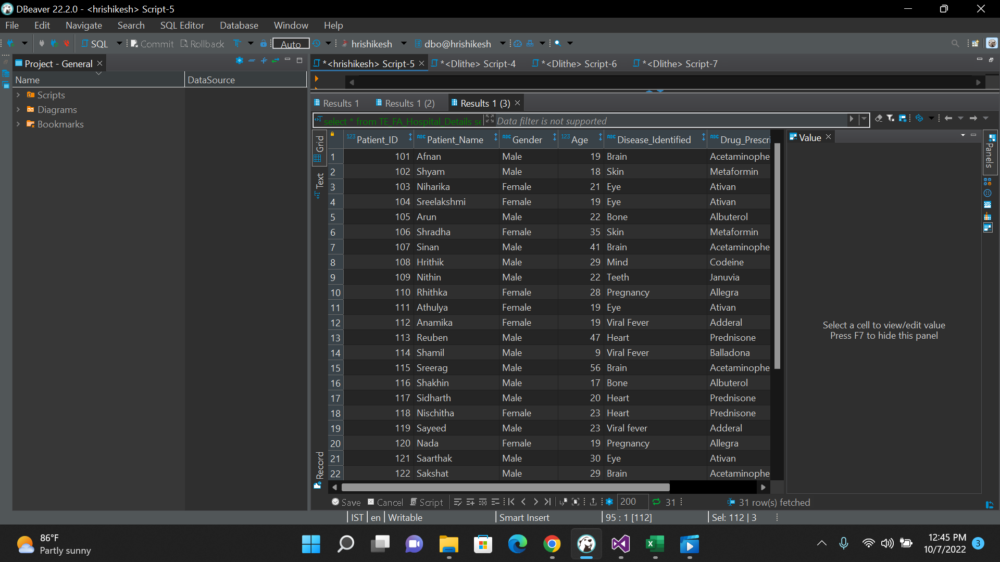 DBeaver 22.2.0 - <hrishikesh> Script-5
File Edit Navigate Search SQL Editor Database Window Help
SQL Commit Rollback Auto hrishikesh dbo@hrishikesh
Project - General
Name DataSource
Scripts
Diagrams
Bookmarks
*<hrishikesh> Script-5 *<Dlithe> Script-4 *<Dlithe> Script-6 *<Dlithe> Script-7
Results 1 Results 1 (2) Results 1 (3)
select * from TE_FA_Hospital_Details se Data filter is not supported
Grid
Text
Record
123 Patient_ID ABC Patient_Name ABC Gender 123 Age ABC Disease_Identified ABC Drug_Prescri
1 101 Afnan Male 19 Brain Acetaminophe
2 102 Shyam Male 18 Skin Metaformin
3 103 Niharika Female 21 Eye Ativan
4 104 Sreelakshmi Female 19 Eye Ativan
5 105 Arun Male 22 Bone Albuterol
6 106 Shradha Female 35 Skin Metaformin
7 107 Sinan Male 41 Brain Acetaminophe
8 108 Hrithik Male 29 Mind Codeine
9 109 Nithin Male 22 Teeth Januvia
10 110 Rhithka Female 28 Pregnancy Allegra
11 111 Athulya Female 19 Eye Ativan
12 112 Anamika Female 19 Viral Fever Adderal
13 113 Reuben Male 47 Heart Prednisone
14 114 Shamil Male 9 Viral Fever Balladona
15 115 Sreerag Male 56 Brain Acetaminophe
16 116 Shakhin Male 17 Bone Albuterol
17 117 Sidharth Male 20 Heart Prednisone
18 118 Nischitha Female 23 Heart Prednisone
19 119 Sayeed Male 23 Viral fever Adderal
20 120 Nada Female 19 Pregnancy Allegra
21 121 Saarthak Male 30 Eye Ativan
22 122 Sakshat Male 29 Brain Acetaminophe
Value
Select a cell to view/edit value
Press F7 to hide this panel
Panels
Save Cancel Script 200 31 31 row(s) fetched
IST en Writable Smart Insert 95 : 1 [112] Sel: 112 | 3
86°F
Partly sunny
12:45 PM
10/7/2022
3